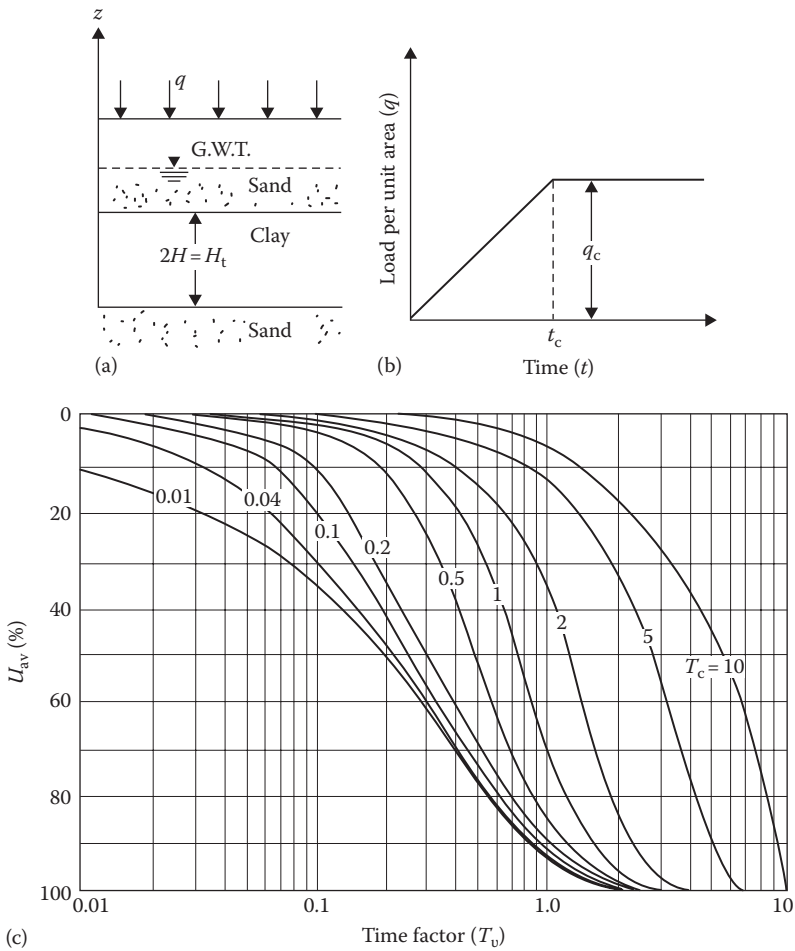 z
q
G.W.T.
Sand
Clay
2H = Hₜ
Sand
(a)
Load per unit area (q)
q_c
t_c
(b)
Time (t)
0
20
40
60
80
100
U_av (%)
0.01
0.04
0.1
0.2
0.5
1
2
5
T_c = 10
0.01
0.1
1.0
10
(c)
Time factor (T_υ)